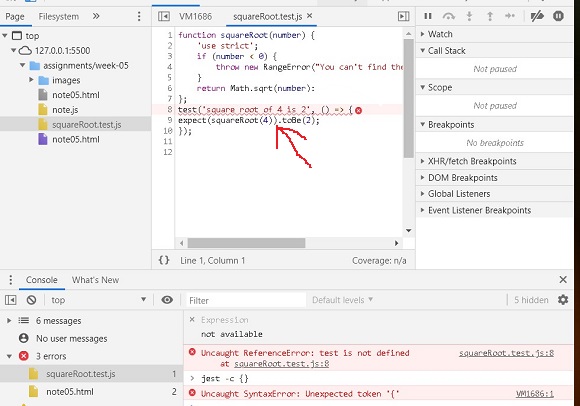 Page
Filesystem
top
127.0.0.1:5500
assignments/week-05
images
note05.html
note.js
squareRoot.test.js
note05.html
VM1686
squareRoot.test.js
1 function squareRoot(number) {
2 'use strict';
3 if (number < 0) {
4 throw new RangeError("You can't find the
5 }
6 return Math.sqrt(number):
7 };
8 test('square root of 4 is 2', () => {
9 expect(squareRoot(4)).toBe(2);
10 });
11
12
{} Line 1, Column 1 Coverage: n/a
Watch
Call Stack
Not paused
Scope
Not paused
Breakpoints
No breakpoints
XHR/fetch Breakpoints
DOM Breakpoints
Global Listeners
Event Listener Breakpoints
Console What's New
top Filter Default levels 5 hidden
6 messages
No user messages
3 errors
squareRoot.test.js 1
note05.html 2
Expression
not available
Uncaught ReferenceError: test is not defined squareRoot.test.js:8
at squareRoot.test.js:8
jest -c {}
Uncaught SyntaxError: Unexpected token '{' VM1686:1